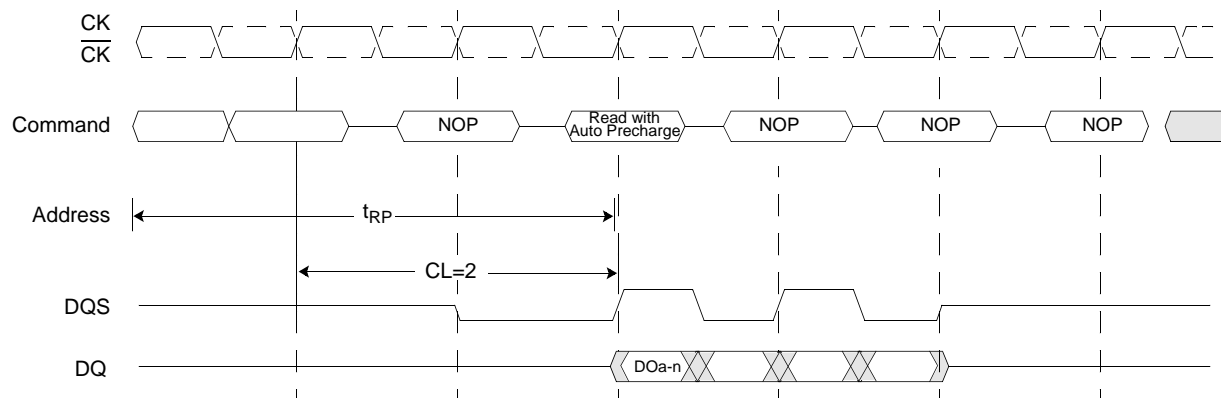 CK
CK
Command
NOP
Read with
Auto Precharge
NOP
NOP
NOP
Address
tRP
CL=2
DQS
DQ
DOa-n